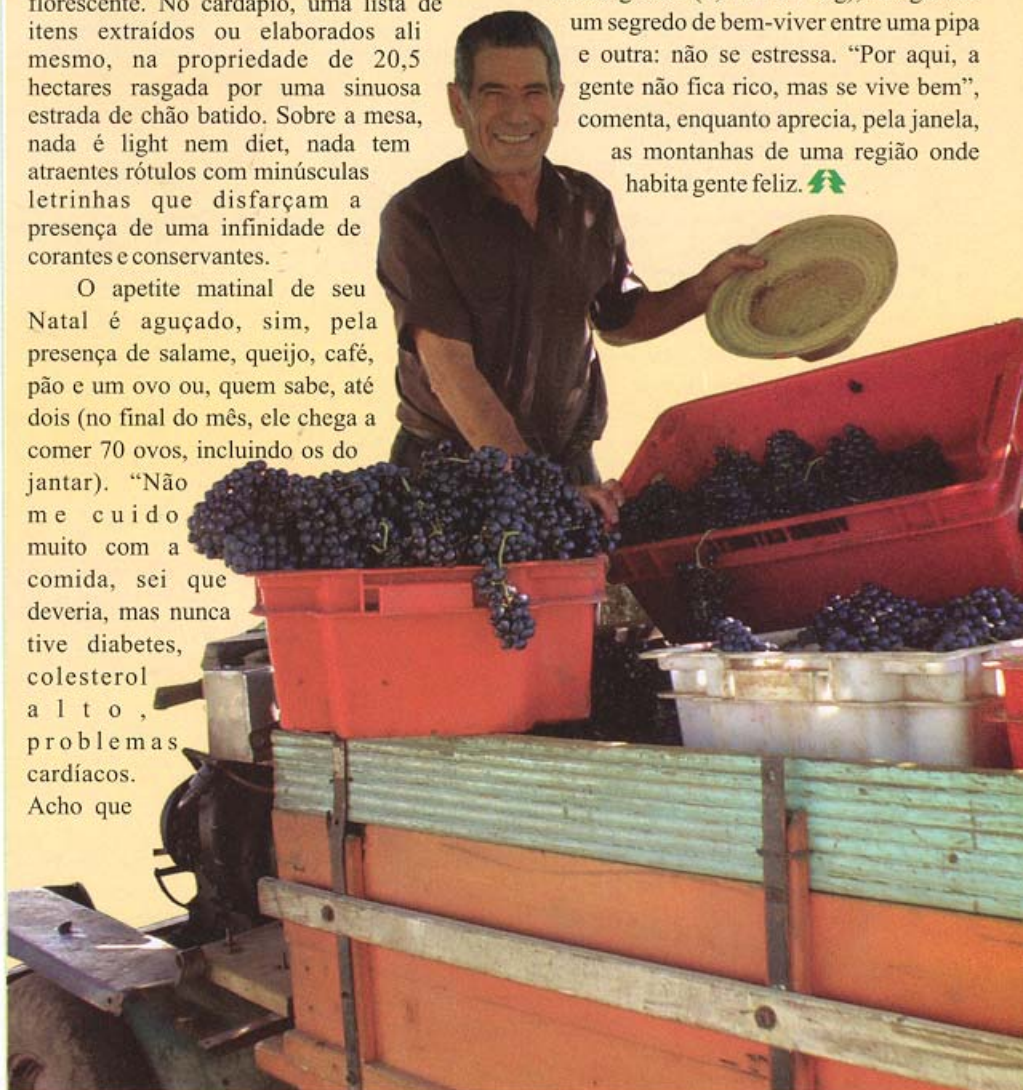 florescente. No cardápio, uma lista de
itens extraídos ou elaborados ali
mesmo, na propriedade de 20,5
hectares rasgada por uma sinuosa
estrada de chão batido. Sobre a mesa,
nada é light nem diet, nada tem
atraentes rótulos com minúsculas
letrinhas que disfarçam a
presença de uma infinidade de
corantes e conservantes.
O apetite matinal de seu
Natal é aguçado, sim, pela
presença de salame, queijo, café,
pão e um ovo ou, quem sabe, até
dois (no final do mês, ele chega a
comer 70 ovos, incluindo os do
jantar). “Não
me cuido
muito com a
comida, sei que
deveria, mas nunca
tive diabetes,
colesterol
alto,
problemas
cardíacos.
Acho que
um segredo de bem-viver entre uma pipa
e outra: não se estressa. “Por aqui, a
gente não fica rico, mas se vive bem”,
comenta, enquanto aprecia, pela janela,
as montanhas de uma região onde
habita gente feliz.